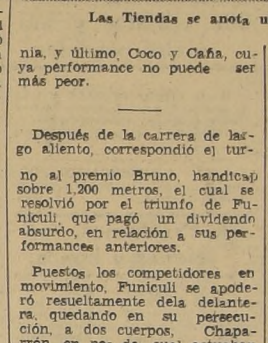 Las Tiendas se anota u
nia, y último, Coco y Caña, cu-
ya performance no puede ser
más peor.
Después de la carrera de lar-
go aliento, correspondió el tur-
no al premio Bruno, handicap
sobre 1,200 metros, el cual se
resolvió por el triunfo de Fu-
niculi, que pagó un dividendo
absurdo, en relación a sus per-
formances anteriores.
Puestos los competidores en
movimiento, Funiculi se apode-
ró resueltamente dela delante-
ra, quedando en su persecu-
ción, a dos cuerpos, Chapa-